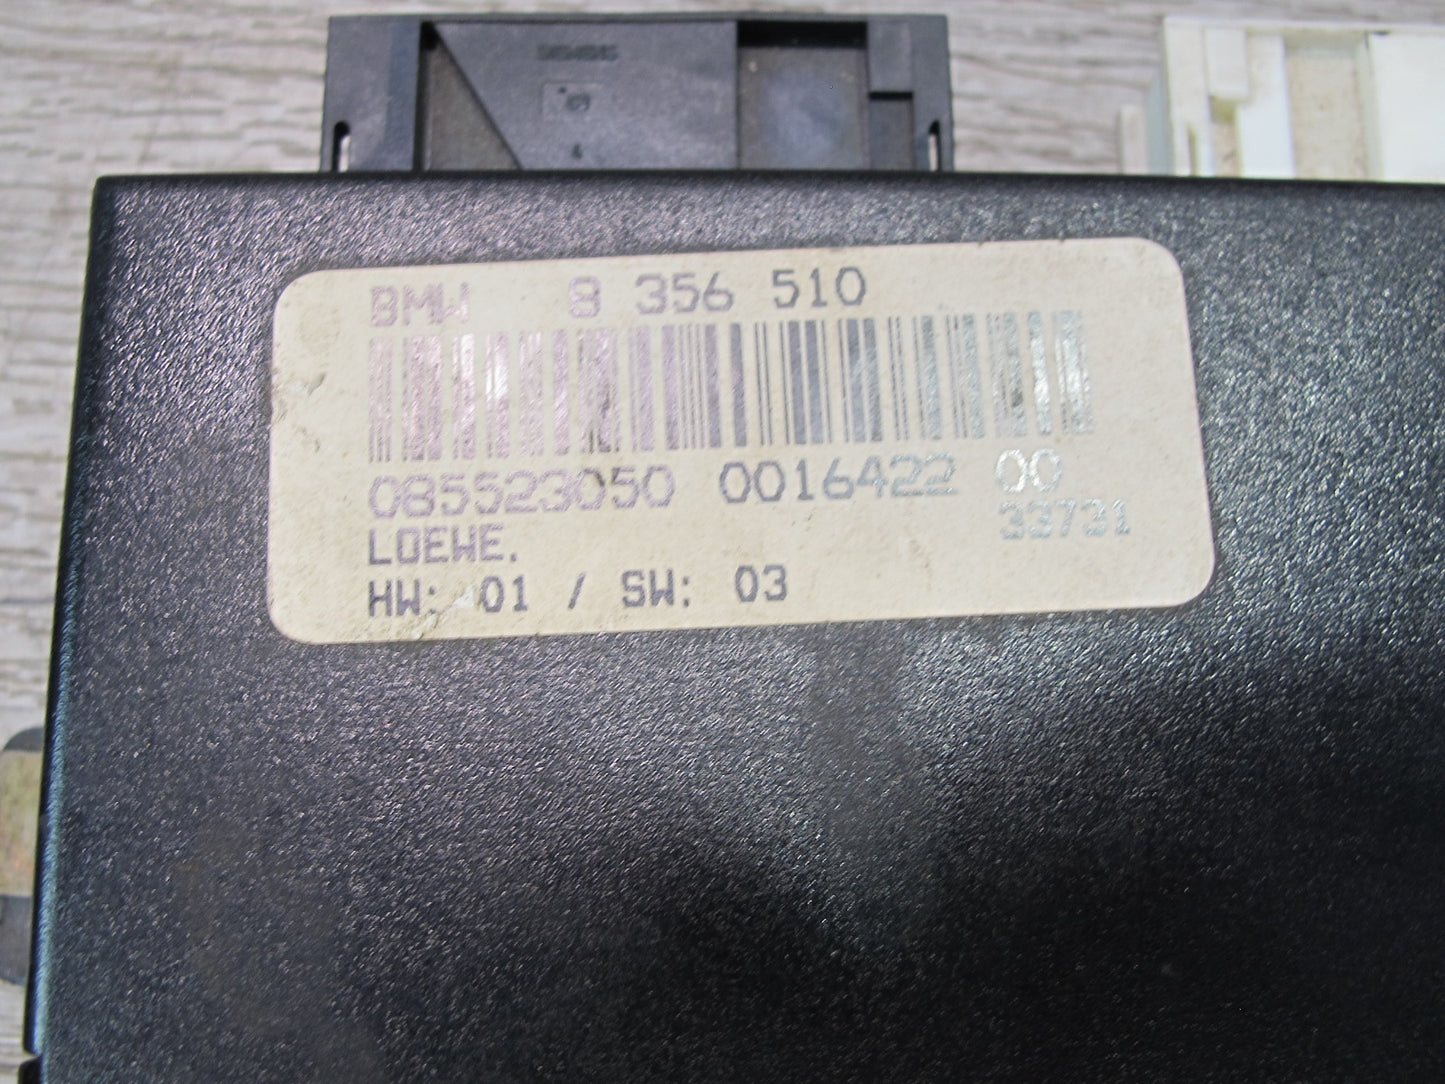 BMW 8 356 510
085523050 0016422 00
33731
LOEWE.
HW: 01 / SW: 03